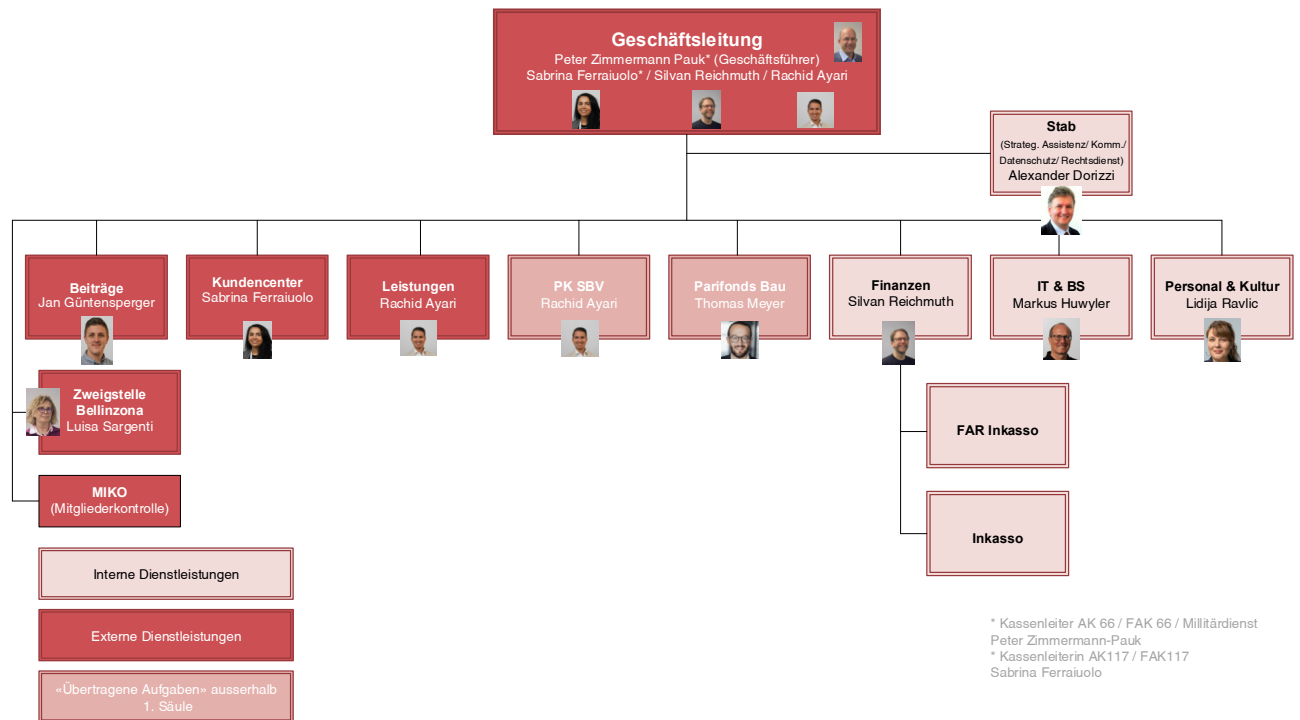 Geschäftsleitung
Peter Zimmermann Pauk* (Geschäftsführer)
Sabrina Ferraiuolo* / Silvan Reichmuth / Rachid Ayari
Stab
(Strateg. Assistenz/ Komm./
Datenschutz/ Rechtsdienst)
Alexander Dorizzi
Beiträge
Jan Güntensperger
Kundencenter
Sabrina Ferraiuolo
Leistungen
Rachid Ayari
PK SBV
Rachid Ayari
Parifonds Bau
Thomas Meyer
Finanzen
Silvan Reichmuth
IT & BS
Markus Huwyler
Personal & Kultur
Lidija Ravlic
Zweigstelle
Bellinzona
Luisa Sargenti
FAR Inkasso
MIKO
(Mitgliederkontrolle)
Inkasso
Interne Dienstleistungen
Externe Dienstleistungen
«Übertragene Aufgaben» ausserhalb
1. Säule
* Kassenleiter AK 66 / FAK 66 / Millitärdienst
Peter Zimmermann-Pauk
* Kassenleiterin AK117 / FAK117
Sabrina Ferraiuolo